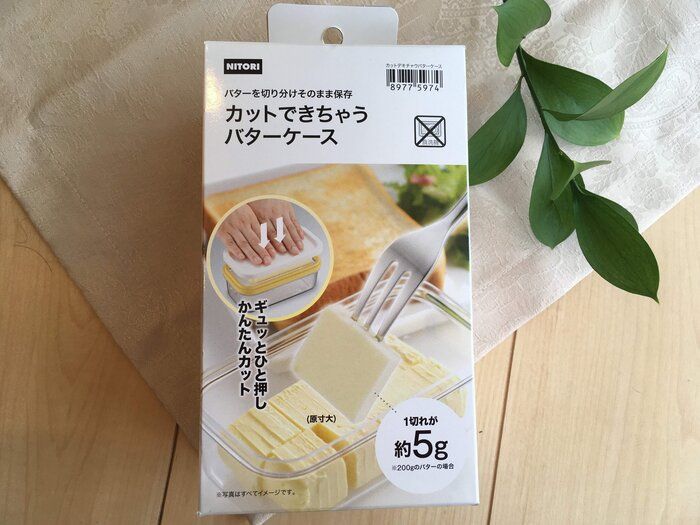 NITORI
カットデキチャウバターケース
8977 5974
バターを切り分けそのまま保存
カットできちゃう
バターケース
食洗機
ギュッとひと押し
かんたんカット
(原寸大)
1切れが
約5g
※200gのバターの場合
※写真はすべてイメージです。